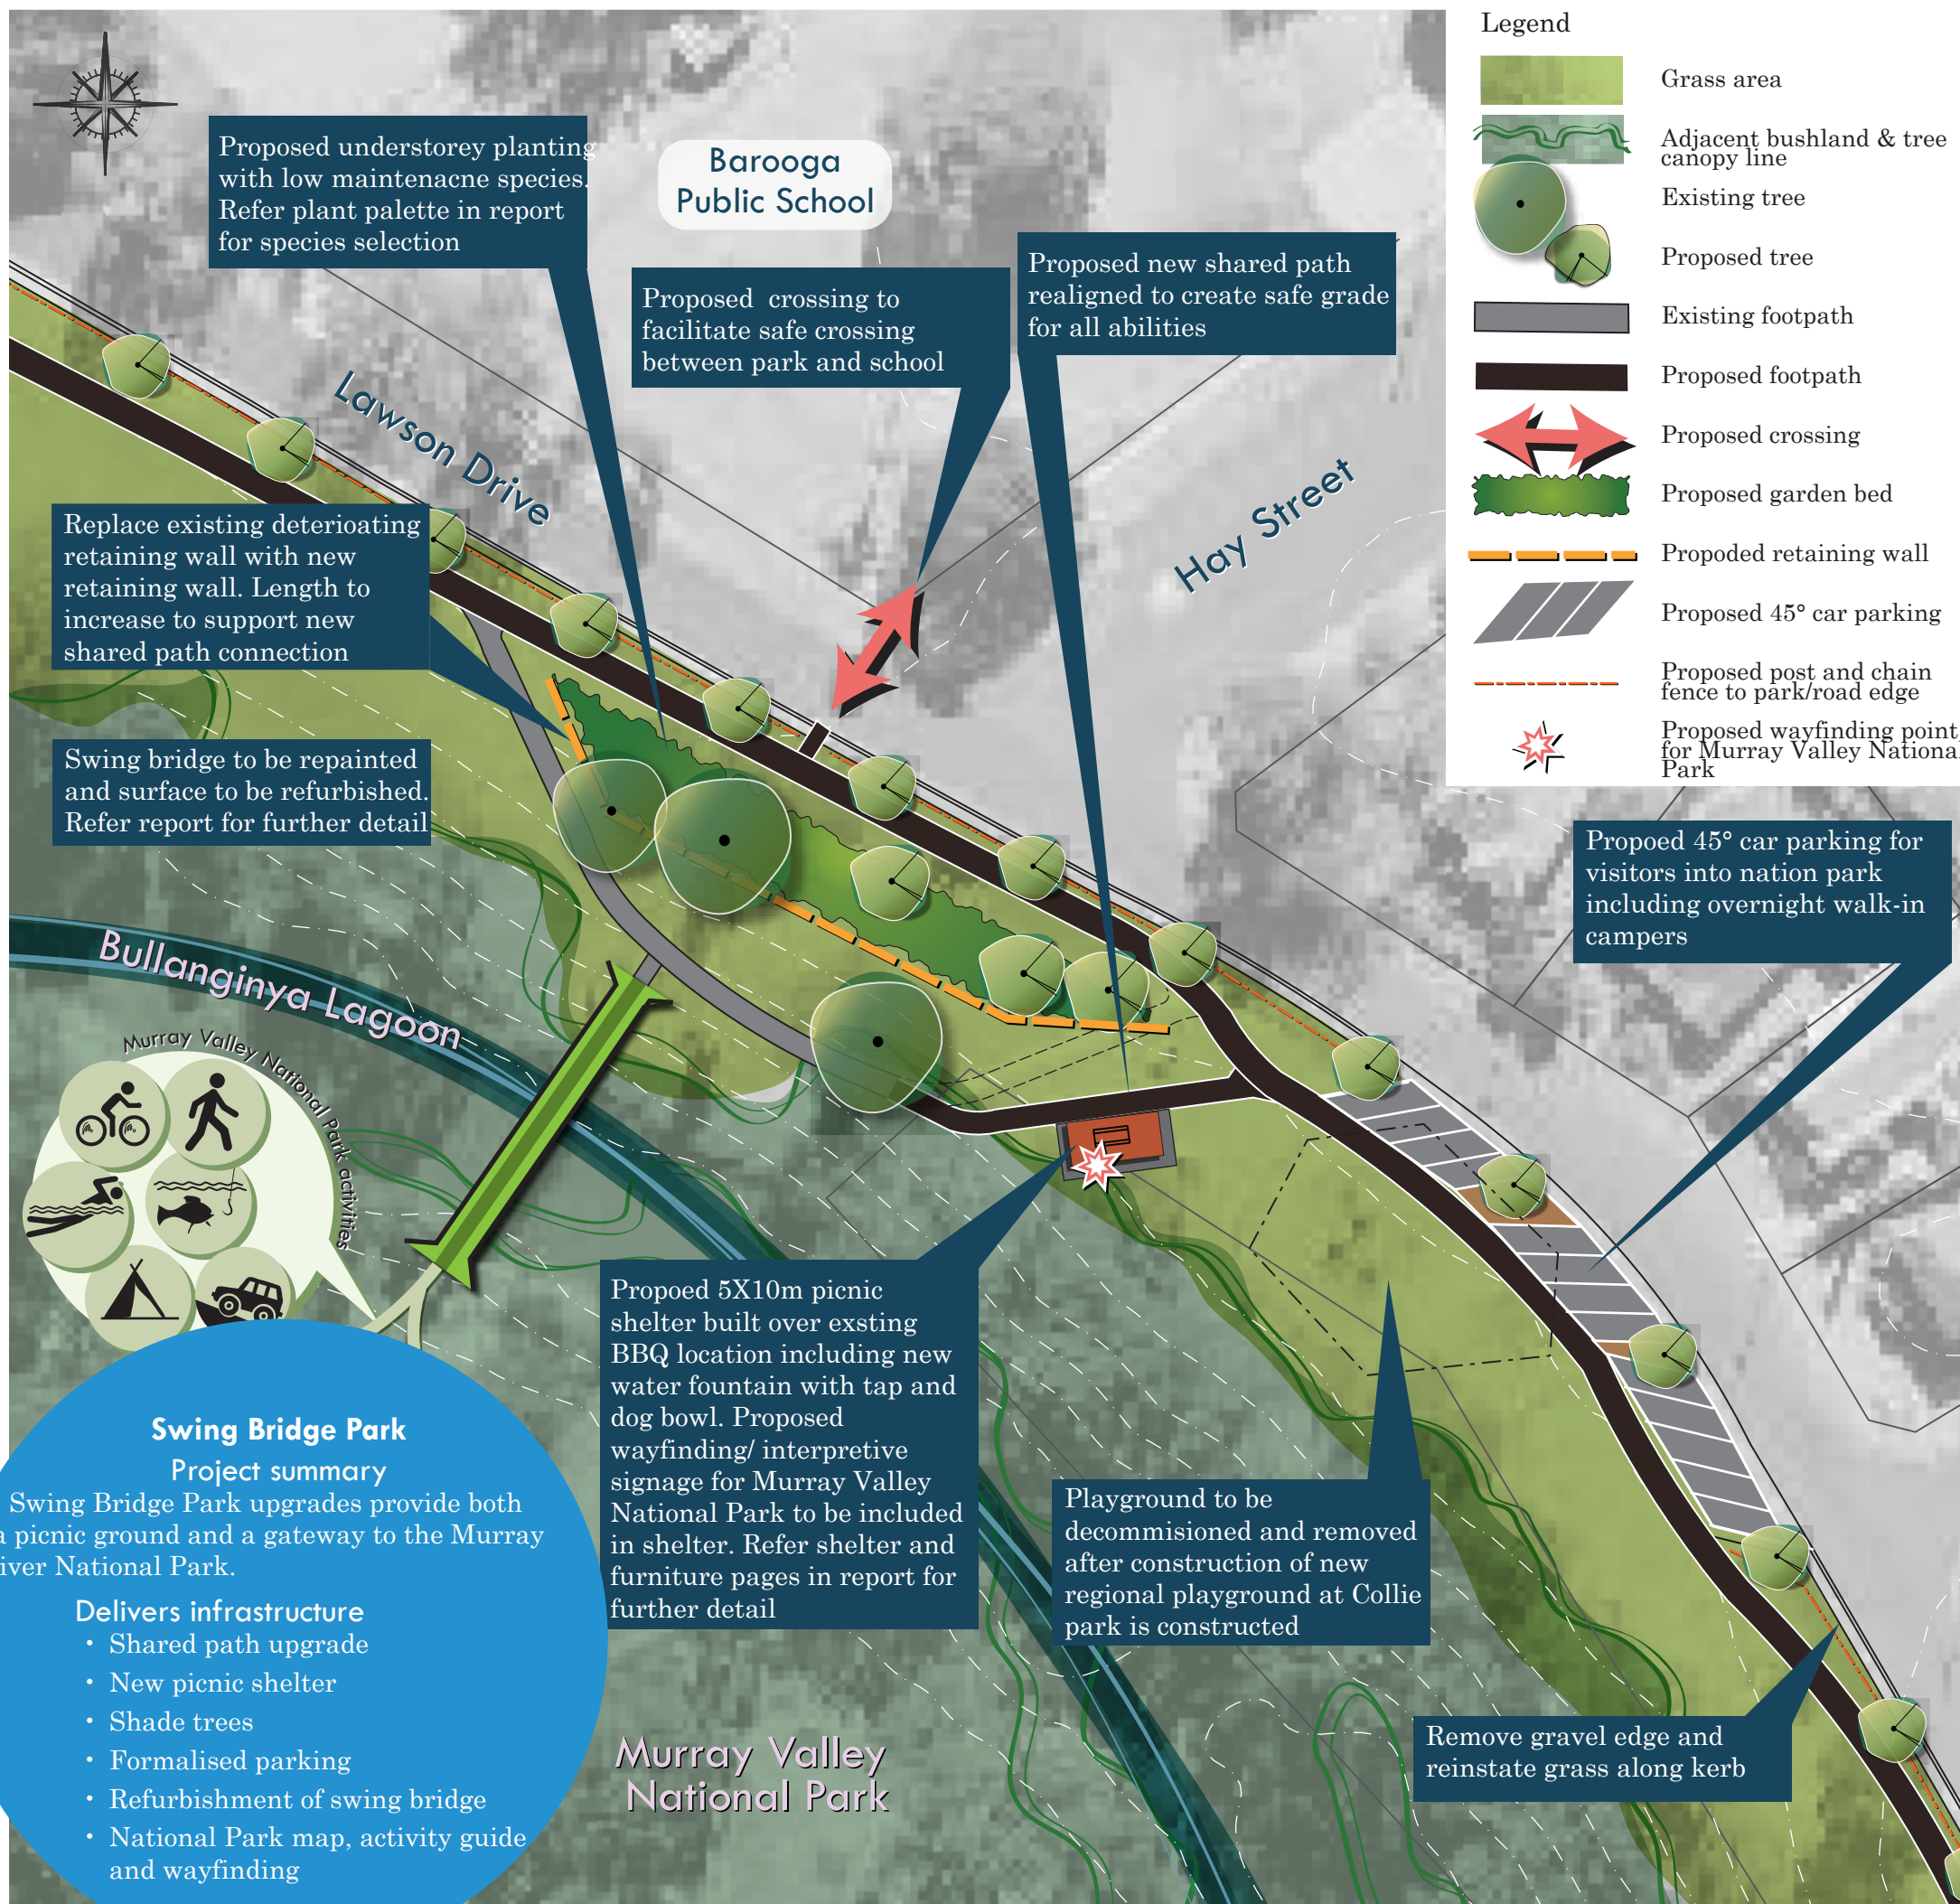 Legend
Grass area
Adjacent bushland & tree
canopy line
Existing tree
Proposed tree
Existing footpath
Proposed footpath
Proposed crossing
Proposed garden bed
Propoded retaining wall
Proposed 45° car parking
Proposed post and chain
fence to park/road edge
Proposed wayfinding point
for Murray Valley National
Park
Proposed understorey planting
with low maintenacne species.
Refer plant palette in report
for species selection
Barooga
Public School
Proposed crossing to
facilitate safe crossing
between park and school
Proposed new shared path
realigned to create safe grade
for all abilities
Lawson Drive
Hay Street
Replace existing deterioating
retaining wall with new
retaining wall. Length to
increase to support new
shared path connection
Swing bridge to be repainted
and surface to be refurbished.
Refer report for further detail
Propoed 45° car parking for
visitors into nation park
including overnight walk-in
campers
Bullanginya Lagoon
Murray Valley National Park activities
Propoed 5X10m picnic
shelter built over exsting
BBQ location including new
water fountain with tap and
dog bowl. Proposed
wayfinding/ interpretive
signage for Murray Valley
National Park to be included
in shelter. Refer shelter and
furniture pages in report for
further detail
Playground to be
decommisioned and removed
after construction of new
regional playground at Collie
park is constructed
Remove gravel edge and
reinstate grass along kerb
Murray Valley
National Park
Swing Bridge Park
Project summary
Swing Bridge Park upgrades provide both
a picnic ground and a gateway to the Murray
iver National Park.
Delivers infrastructure
• Shared path upgrade
• New picnic shelter
• Shade trees
• Formalised parking
• Refurbishment of swing bridge
• National Park map, activity guide
and wayfinding